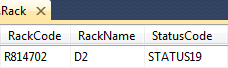 .Rack
RackCode RackName StatusCode
R814702 D2 STATUS19